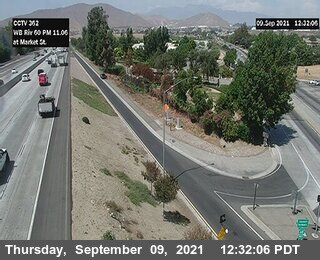 CCTV 362
WB Riv 60 PM 11.06
at Market St
09.Sep 2021 12:32:06
Thursday, September 09, 2021 12:32:06 PDT